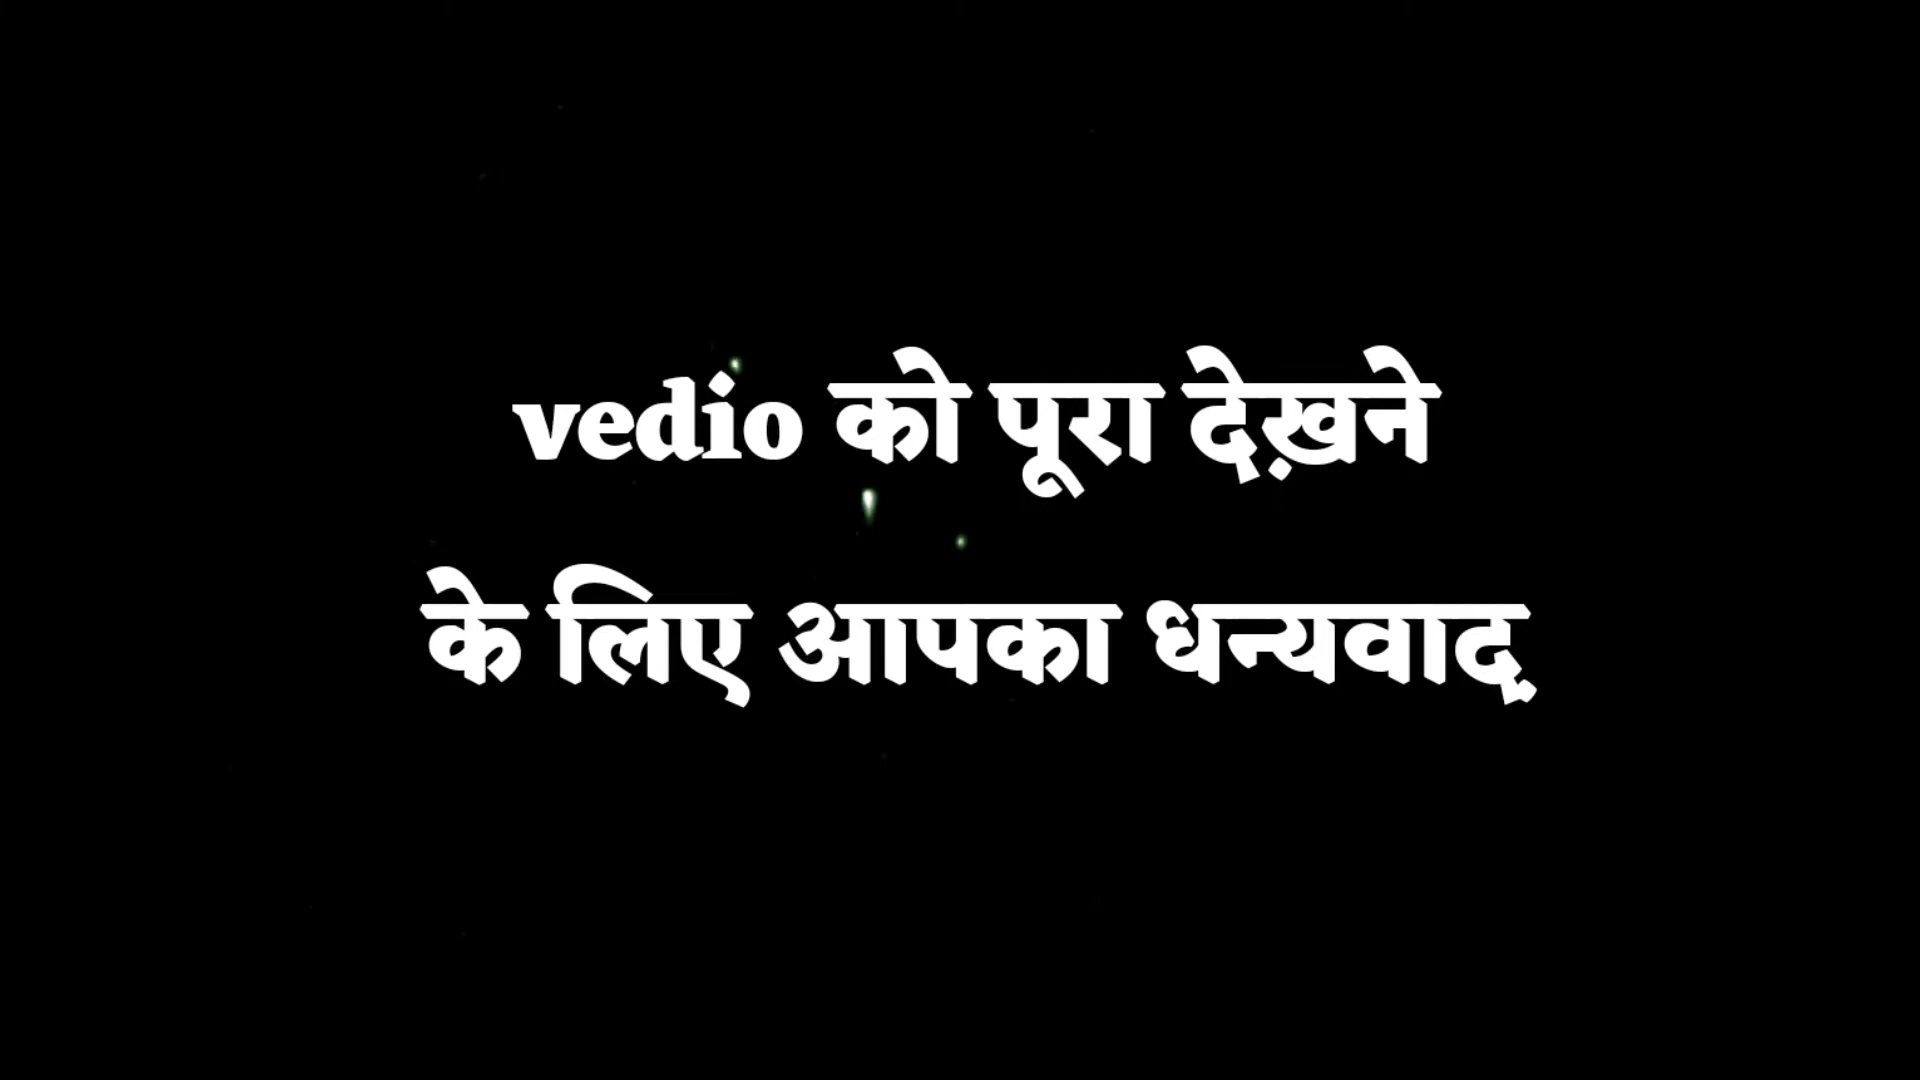 vedio को पूरा देख़ने
के लिए आपका धन्यवाद़